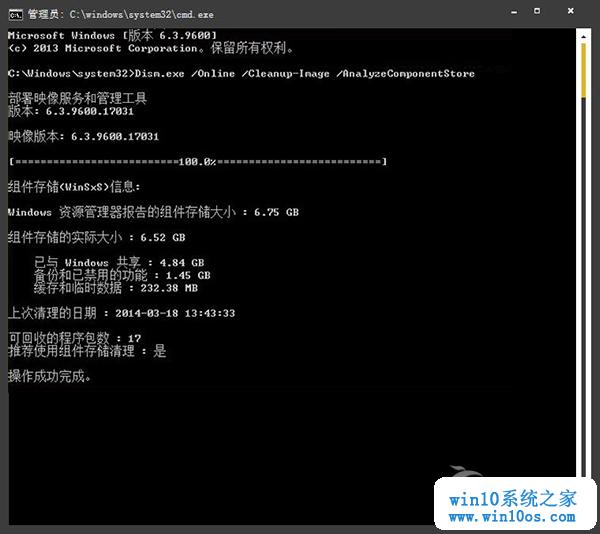 管理员: C:\windows\system32\cmd.exe
Microsoft Windows [版本 6.3.9600]
(c) 2013 Microsoft Corporation。保留所有权利。
C:\Windows\system32>Dism.exe /Online /Cleanup-Image /AnalyzeComponentStore
部署映像服务和管理工具
版本: 6.3.9600.17031
映像版本: 6.3.9600.17031
[==========================100.0%==========================]
组件存储(WinSxS)信息:
Windows 资源管理器报告的组件存储大小 : 6.75 GB
组件存储的实际大小 : 6.52 GB
已与 Windows 共享 : 4.84 GB
备份和已禁用的功能 : 1.45 GB
缓存和临时数据 : 232.38 MB
上次清理的日期 : 2014-03-18 13:43:33
可回收的程序包数 : 17
推荐使用组件存储清理 : 是
操作成功完成。
win10系统之家
www.win10os.com